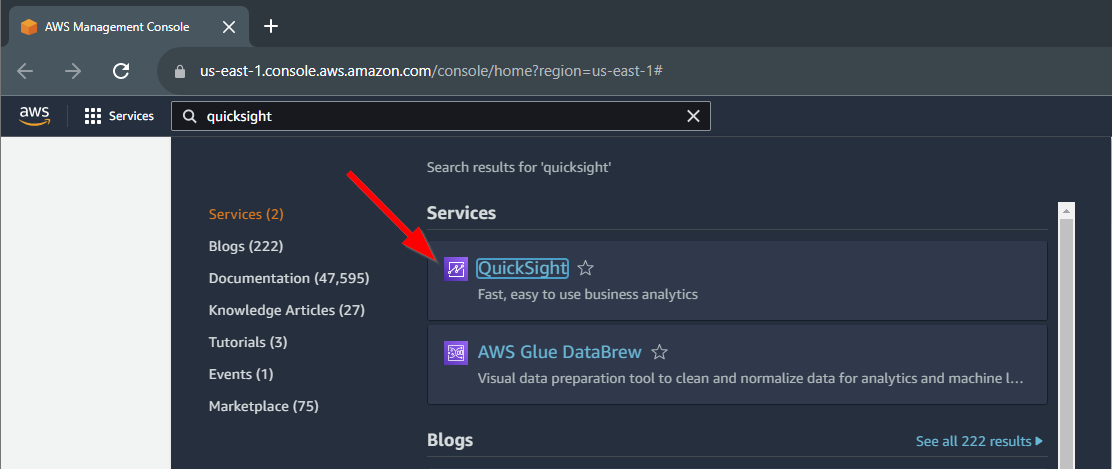 AWS Management Console
us-east-1.console.aws.amazon.com/console/home?region=us-east-1#
aws Services quicksight
Search results for 'quicksight'
Services (2)
Blogs (222)
Documentation (47,595)
Knowledge Articles (27)
Tutorials (3)
Events (1)
Marketplace (75)
Services
QuickSight
Fast, easy to use business analytics
AWS Glue DataBrew
Visual data preparation tool to clean and normalize data for analytics and machine l...
Blogs
See all 222 results